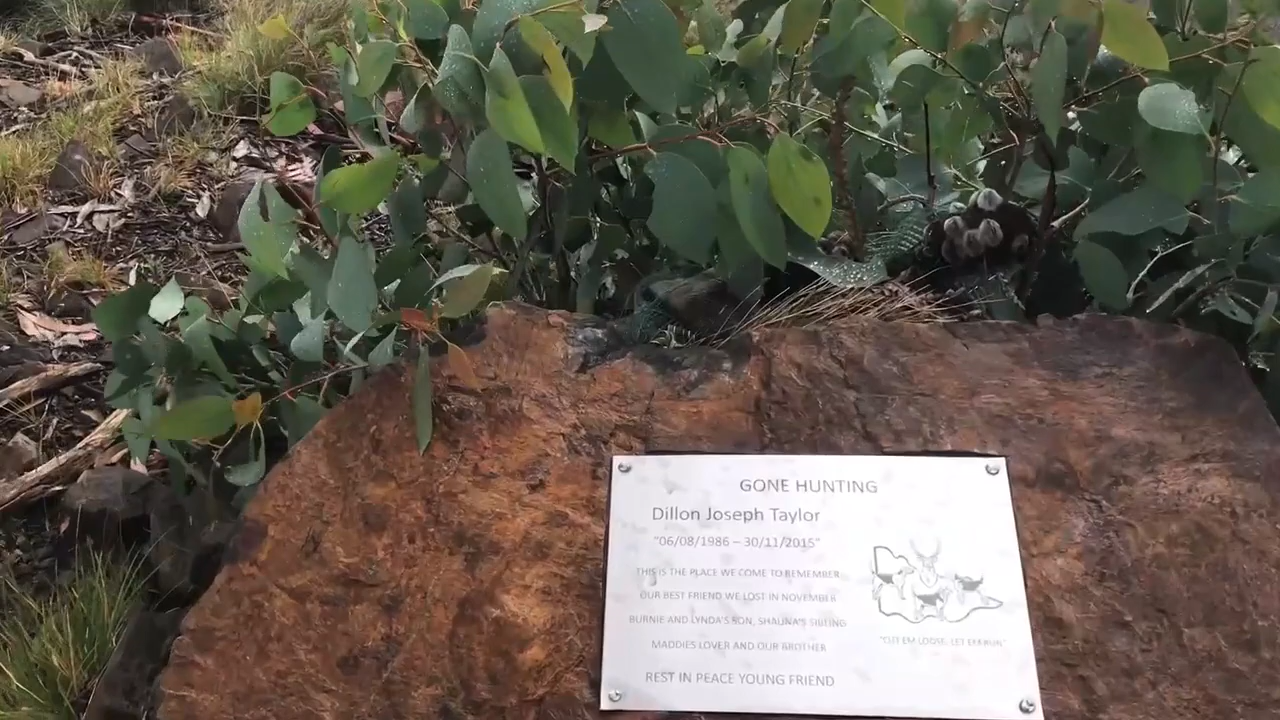 GONE HUNTING
Dillon Joseph Taylor
"06/08/1986 – 30/11/2015"
THIS IS THE PLACE WE COME TO REMEMBER
OUR BEST FRIEND WE LOST IN NOVEMBER
BURNIE AND LYNDA'S SON, SHAUNA'S SIBLING
MADDIES LOVER AND OUR BROTHER
REST IN PEACE YOUNG FRIEND
"CUT EM LOOSE, LET EM RUN"